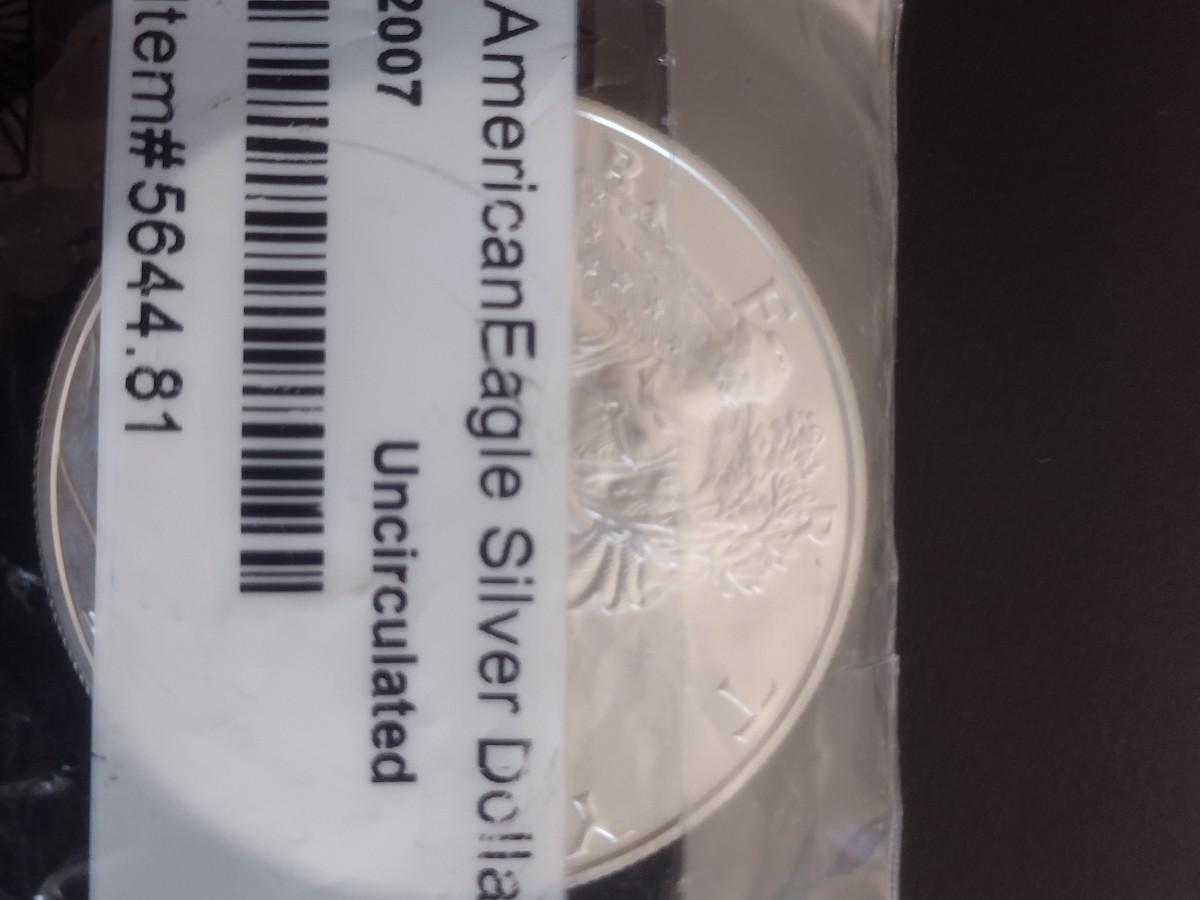 AmericanEagle Silver Dolla
2007
Uncirculated
Item#5644.81
E R T Y